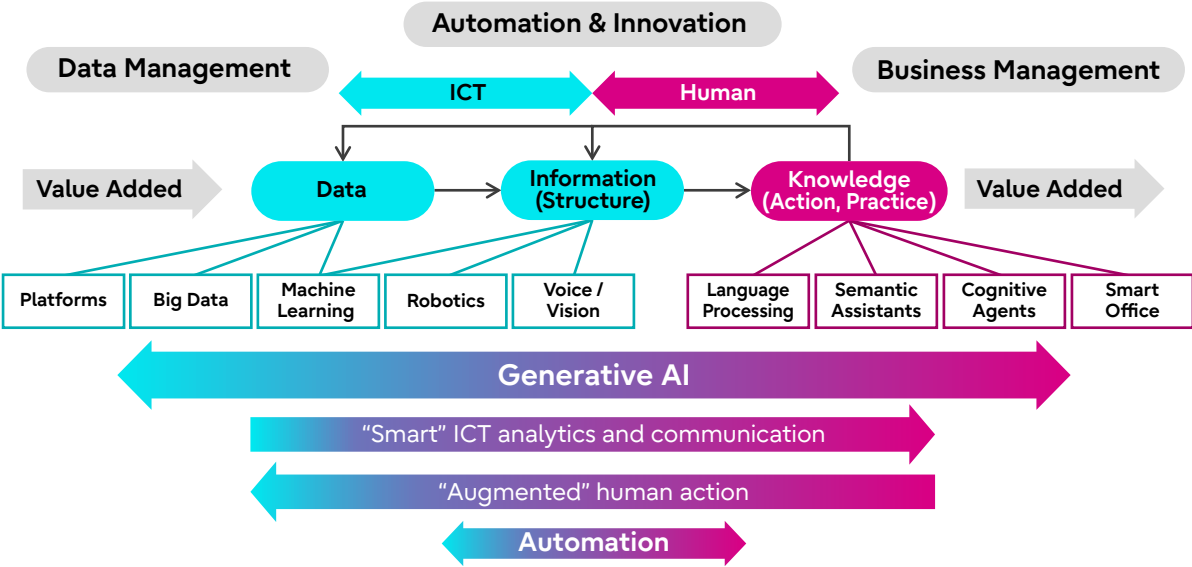 Automation & Innovation
Data Management
Business Management
ICT
Human
Value Added
Data
Information
(Structure)
Knowledge
(Action, Practice)
Value Added
Platforms
Big Data
Machine
Learning
Robotics
Voice /
Vision
Language
Processing
Semantic
Assistants
Cognitive
Agents
Smart
Office
Generative AI
“Smart” ICT analytics and communication
“Augmented” human action
Automation